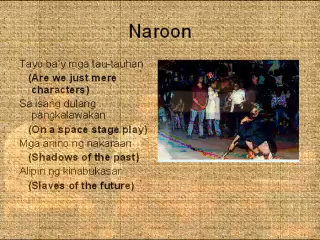 Naroon
Tayo ba'y mga tau-tauhan
(Are we just mere
characters)
Sa isang dulang
pangkalawakan
(On a space stage play)
Mga anino ng nakaraan
(Shadows of the past)
Alipin ng kinabukasan
(Slaves of the future)